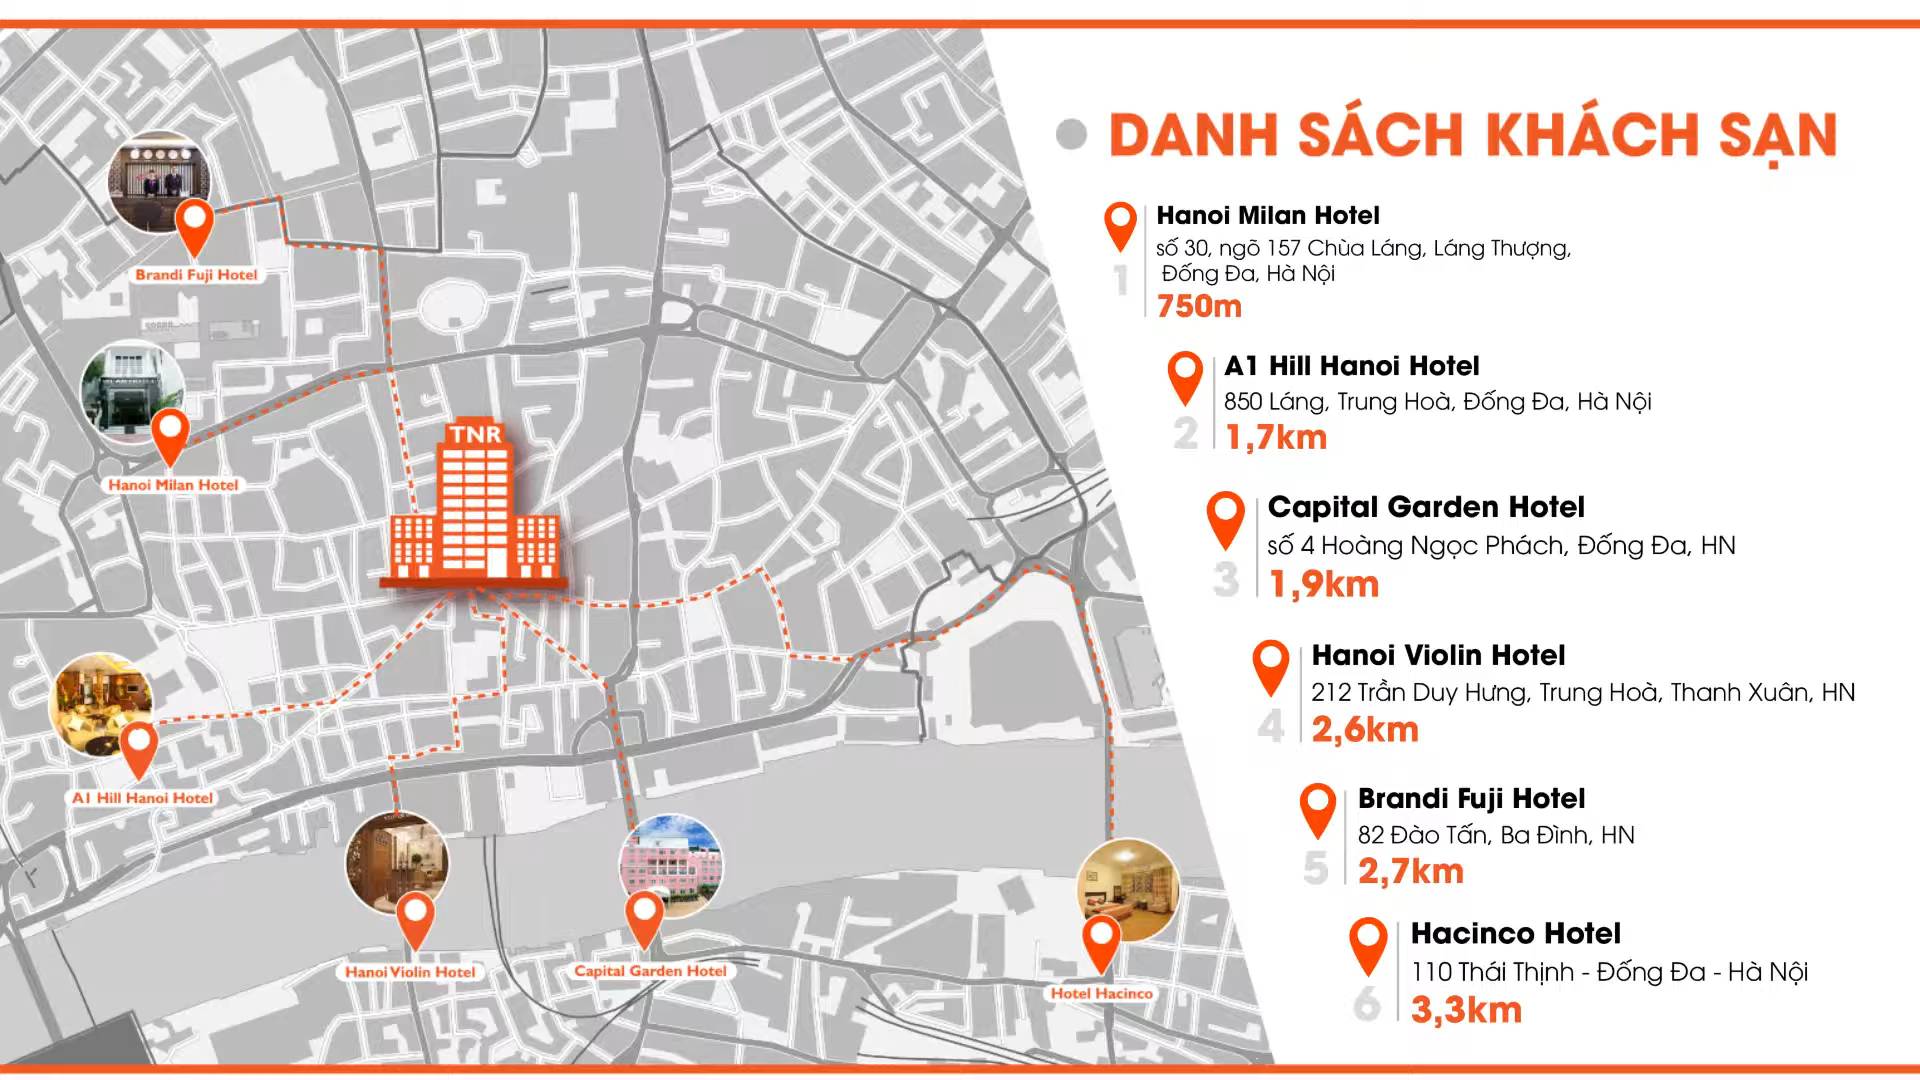 DANH SÁCH KHÁCH SẠN
Hanoi Milan Hotel
số 30, ngõ 157 Chùa Láng, Láng Thượng,
Đống Đa, Hà Nội
1
750m
A1 Hill Hanoi Hotel
850 Láng, Trung Hoà, Đống Đa, Hà Nội
2
1,7km
Capital Garden Hotel
số 4 Hoàng Ngọc Phách, Đống Đa, HN
3
1,9km
Hanoi Violin Hotel
212 Trần Duy Hưng, Trung Hoà, Thanh Xuân, HN
4
2,6km
Brandi Fuji Hotel
82 Đào Tấn, Ba Đình, HN
5
2,7km
Hacinco Hotel
110 Thái Thịnh - Đống Đa - Hà Nội
6
3,3km
Brandi Fuji Hotel
Hanoi Milan Hotel
TNR
A1 Hill Hanoi Hotel
Hanoi Violin Hotel
Capital Garden Hotel
Hotel Hacinco